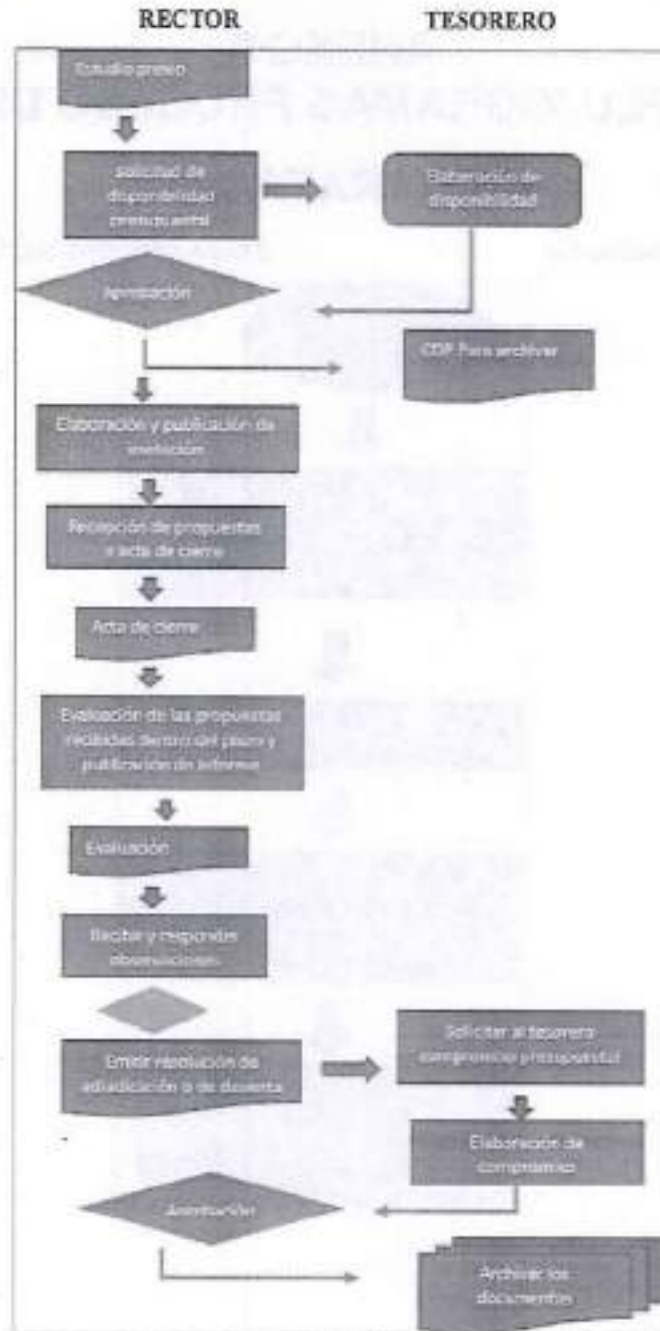 RECTOR
TESORERO
Estudio previo
Solicitud de
disponibilidad
presupuestal
Elaboración de
disponibilidad
Aprobación
CDP Para archivar
Elaboración y publicación de
invitación
Recepción de propuestas
y acta de cierre
Acta de cierre
Evaluación de las propuestas
recibidas dentro del plazo y
publicación de informe
Evaluación
Recibir y responder
observaciones
Emitir resolución de
adjudicación o de desierta
Solicitar al tesorero
compromiso presupuestal
Elaboración de
compromiso
Aprobación
Archivar los
documentos